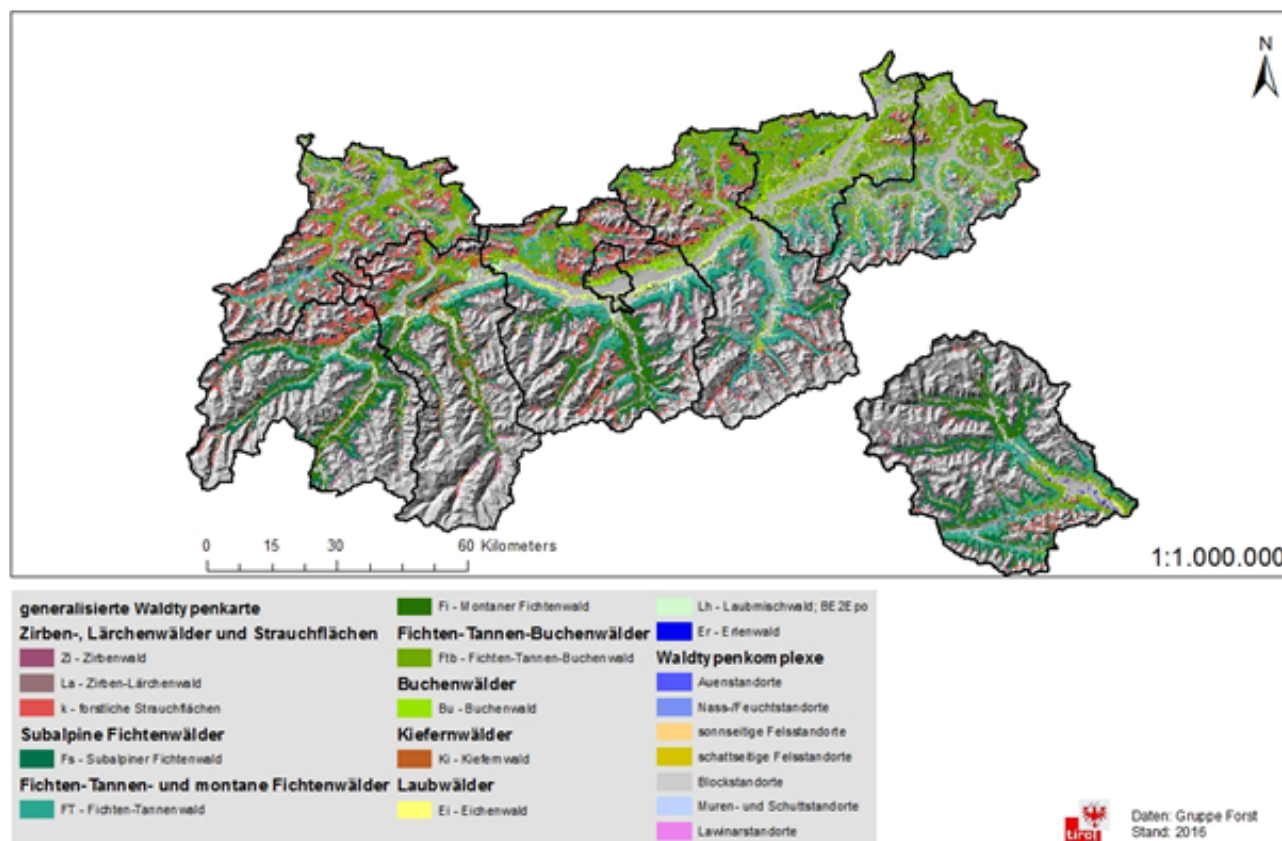 N
0 15 30 60 Kilometers
1:1.000.000
generalisierte Waldtypenkarte
Zirben-, Lärchenwälder und Strauchflächen
Zi - Zirbenwald
La - Zirben-Lärchenwald
k - forstliche Strauchflächen
Subalpine Fichtenwälder
Fs - Subalpiner Fichtenwald
Fichten-Tannen- und montane Fichtenwälder
FT - Fichten-Tannenwald
Fi - Montaner Fichtenwald
Fichten-Tannen-Buchenwälder
Ftb - Fichten-Tannen-Buchenwald
Buchenwälder
Bu - Buchenwald
Kiefernwälder
Ki - Kiefernwald
Laubwälder
Ei - Eichenwald
Lh - Laubmischwald; BE2Epo
Er - Erlenwald
Waldtypenkomplexe
Auenstandorte
Nass-/Feuchtstandorte
sonnseitige Felsstandorte
schattseitige Felsstandorte
Blockstandorte
Muren- und Schuttstandorte
Lawinarstandorte
tirol
Daten: Gruppe Forst
Stand: 2016